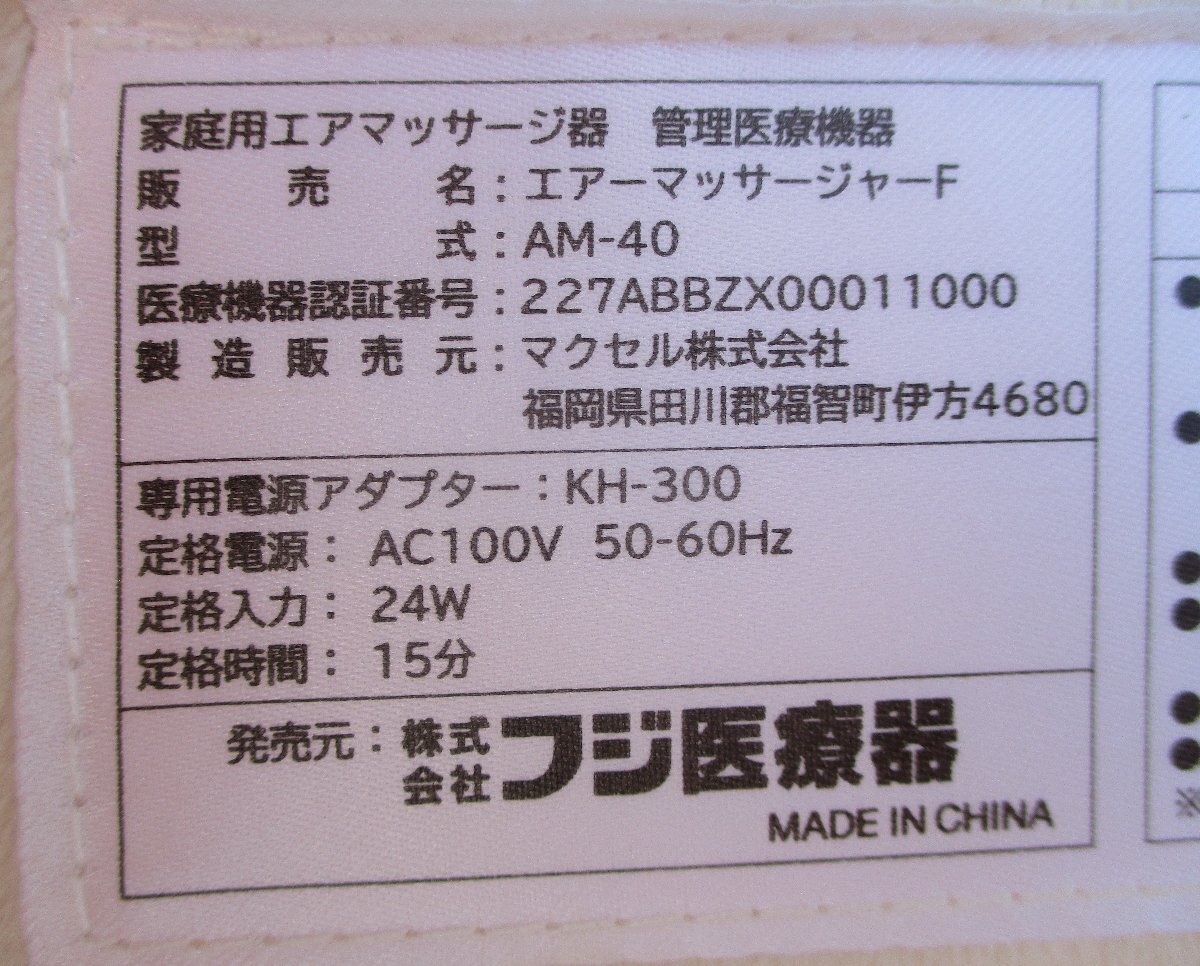 家庭用エアマッサージ器 管理医療機器
販売名：エアーマッサージャーF
型式：AM-40
医療機器認証番号：227ABBZX00011000
製造販売元：マクセル株式会社
福岡県田川郡福智町伊方4680
専用電源アダプター：KH-300
定格電源： AC100V 50-60Hz
定格入力： 24W
定格時間： 15分
発売元：株式会社フジ医療器
MADE IN CHINA
※